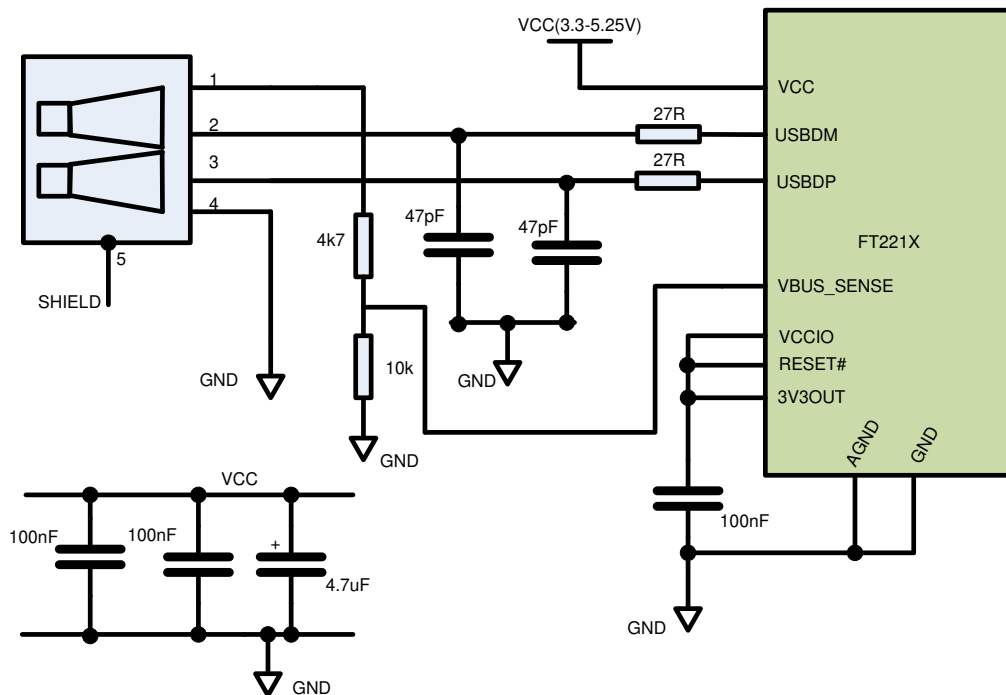 VCC(3.3-5.25V)
1
VCC
27R
2
USBDM
27R
3
USBDP
4
47pF
47pF
4k7
FT221X
5
VBUS_SENSE
SHIELD
VCCIO
RESET#
10k
GND
GND
3V3OUT
AGND
GND
GND
VCC
100nF
100nF
100nF
+
4.7uF
GND
GND